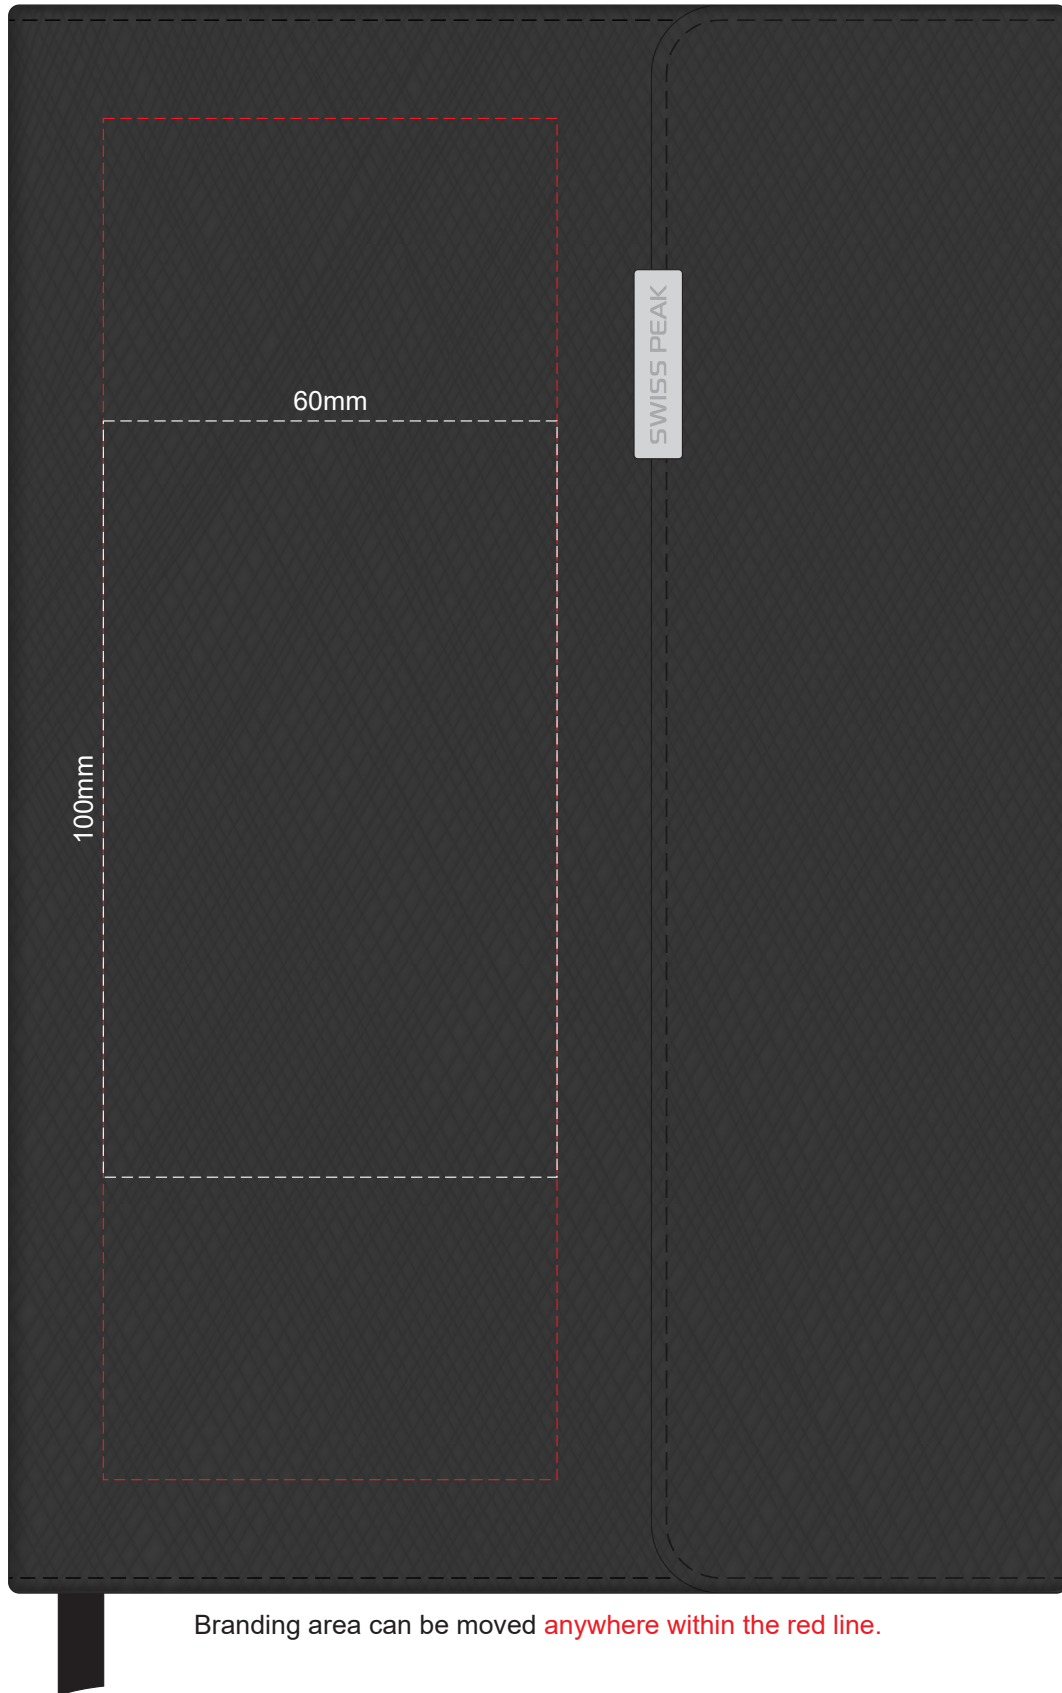 60mm
SWISS PEAK
100mm
Branding area can be moved anywhere within the red line.